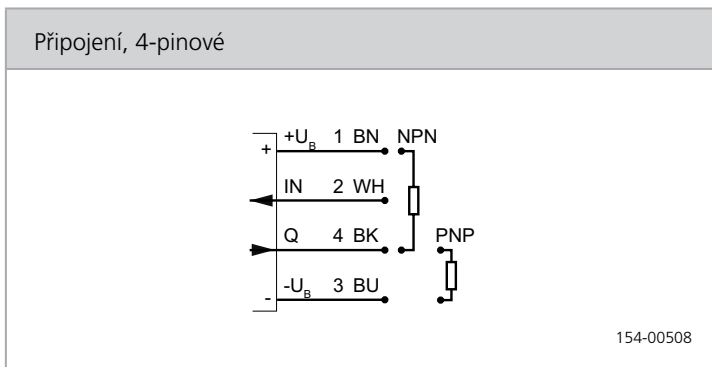 Připojení, 4-pinové
+ +U_B 1 BN NPN
IN 2 WH
Q 4 BK PNP
- -U_B 3 BU
154-00508